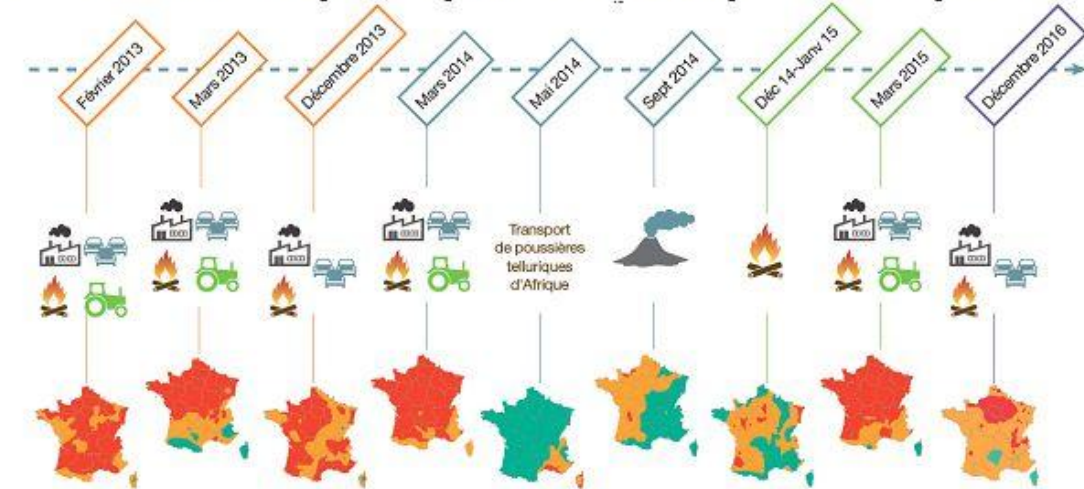 Février 2013
Mars 2013
Décembre 2013
Mars 2014
Mai 2014
Sept 2014
Déc 14-Janv 15
Mars 2015
Décembre 2016
Transport
de poussières
telluriques
d'Afrique